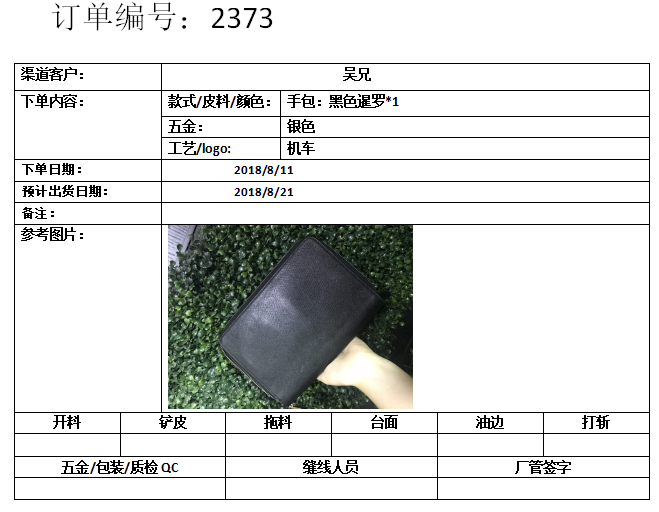 订单编号：2373
渠道客户： 吴兄
下单内容： 款式/皮料/颜色： 手包：黑色暹罗*1
五金： 银色
工艺/logo: 机车
下单日期： 2018/8/11
预计出货日期： 2018/8/21
备注：
参考图片：
开料 铲皮 拖料 台面 油边 打斩
五金/包装/质检 QC 缝线人员 厂管签字